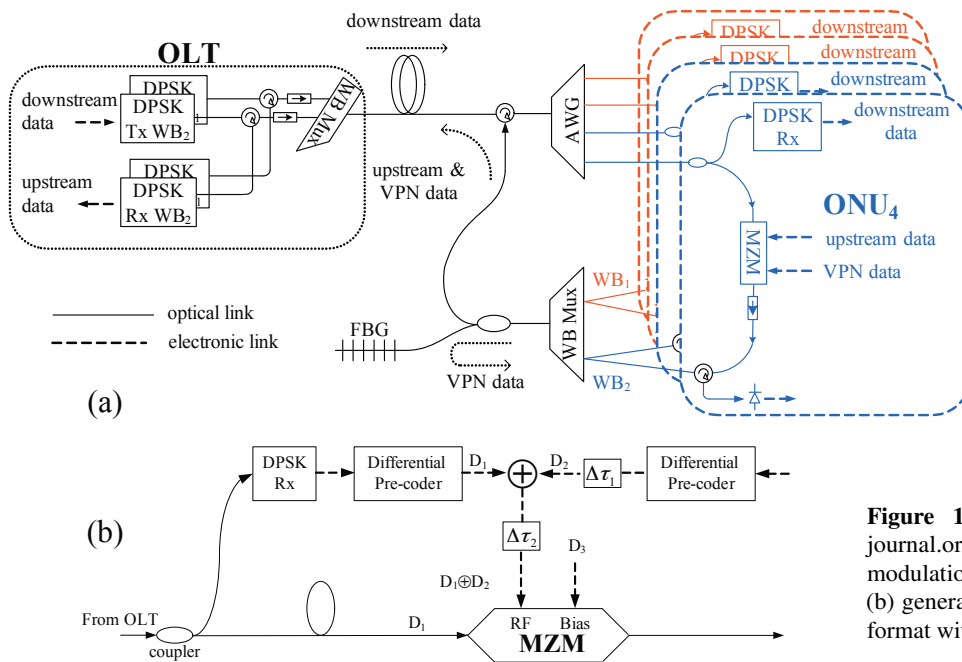 OLT
downstream data
upstream &
VPN data
downstream
data
DPSK
DPSK
Tx WB2
1
WB Mux
upstream
data
DPSK
DPSK
Rx WB2
1
AWG
DPSK
downstream
DPSK
downstream
DPSK
downstream
DPSK
Rx
downstream
data
ONU4
MZM
upstream data
VPN data
WB1
WB Mux
WB2
FBG
VPN data
optical link
electronic link
(a)
(b)
DPSK
Rx
Differential
Pre-coder
D1
D2
Δτ1
Differential
Pre-coder
Δτ2
D3
D1⊕D2
From OLT
coupler
D1
RF
Bias
MZM
Figure 1
journal.or
modulation
(b) genera
format wit